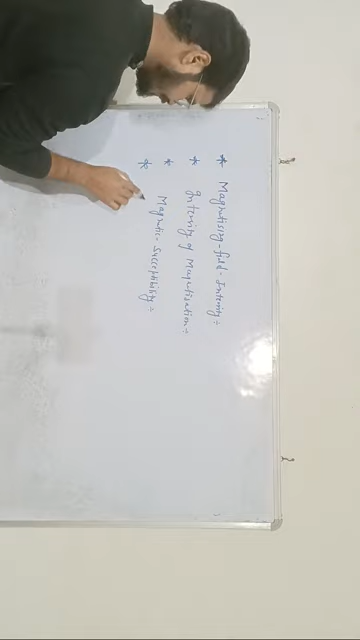 * Magnetising-field-Intensity÷
* Intensity of Magnetisation÷
* Magnetic-Susceptibility÷
*